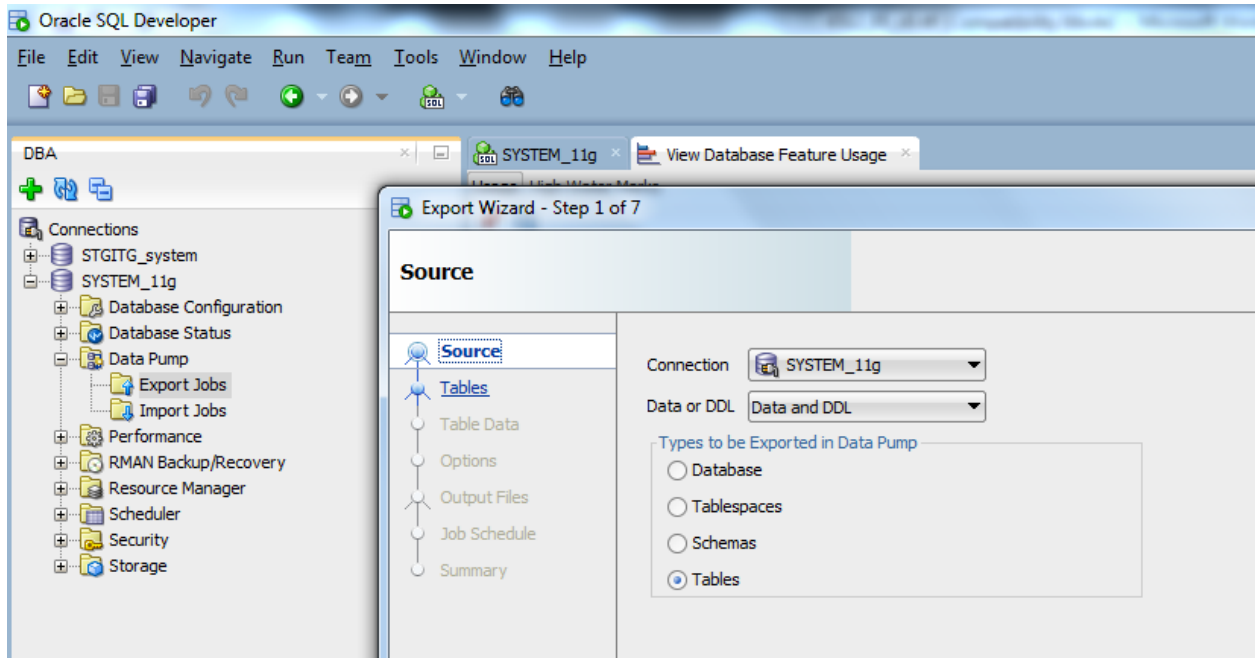 Oracle SQL Developer
File Edit View Navigate Run Team Tools Window Help
DBA
SYSTEM_11g
View Database Feature Usage
Connections
STGITG_system
SYSTEM_11g
Database Configuration
Database Status
Data Pump
Export Jobs
Import Jobs
Performance
RMAN Backup/Recovery
Resource Manager
Scheduler
Security
Storage
Export Wizard - Step 1 of 7
Source
Source
Tables
Table Data
Options
Output Files
Job Schedule
Summary
Connection SYSTEM_11g
Data or DDL Data and DDL
Types to be Exported in Data Pump
Database
Tablespaces
Schemas
Tables